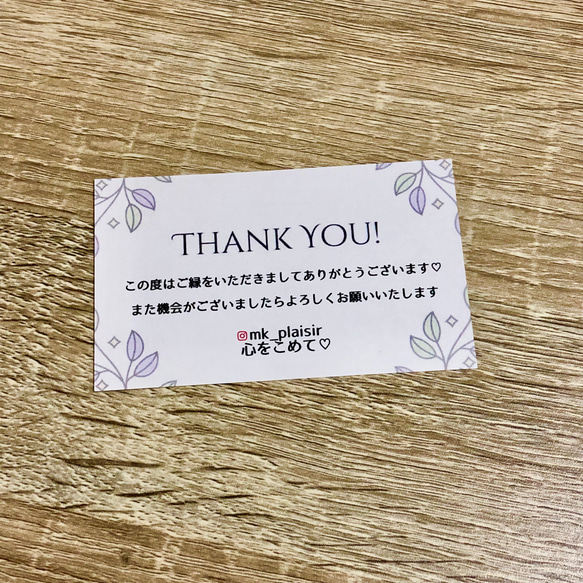 THANK YOU!
この度はご縁をいただきましてありがとうございます♡
また機会がございましたらよろしくお願いいたします
mk_plaisir
心をこめて♡